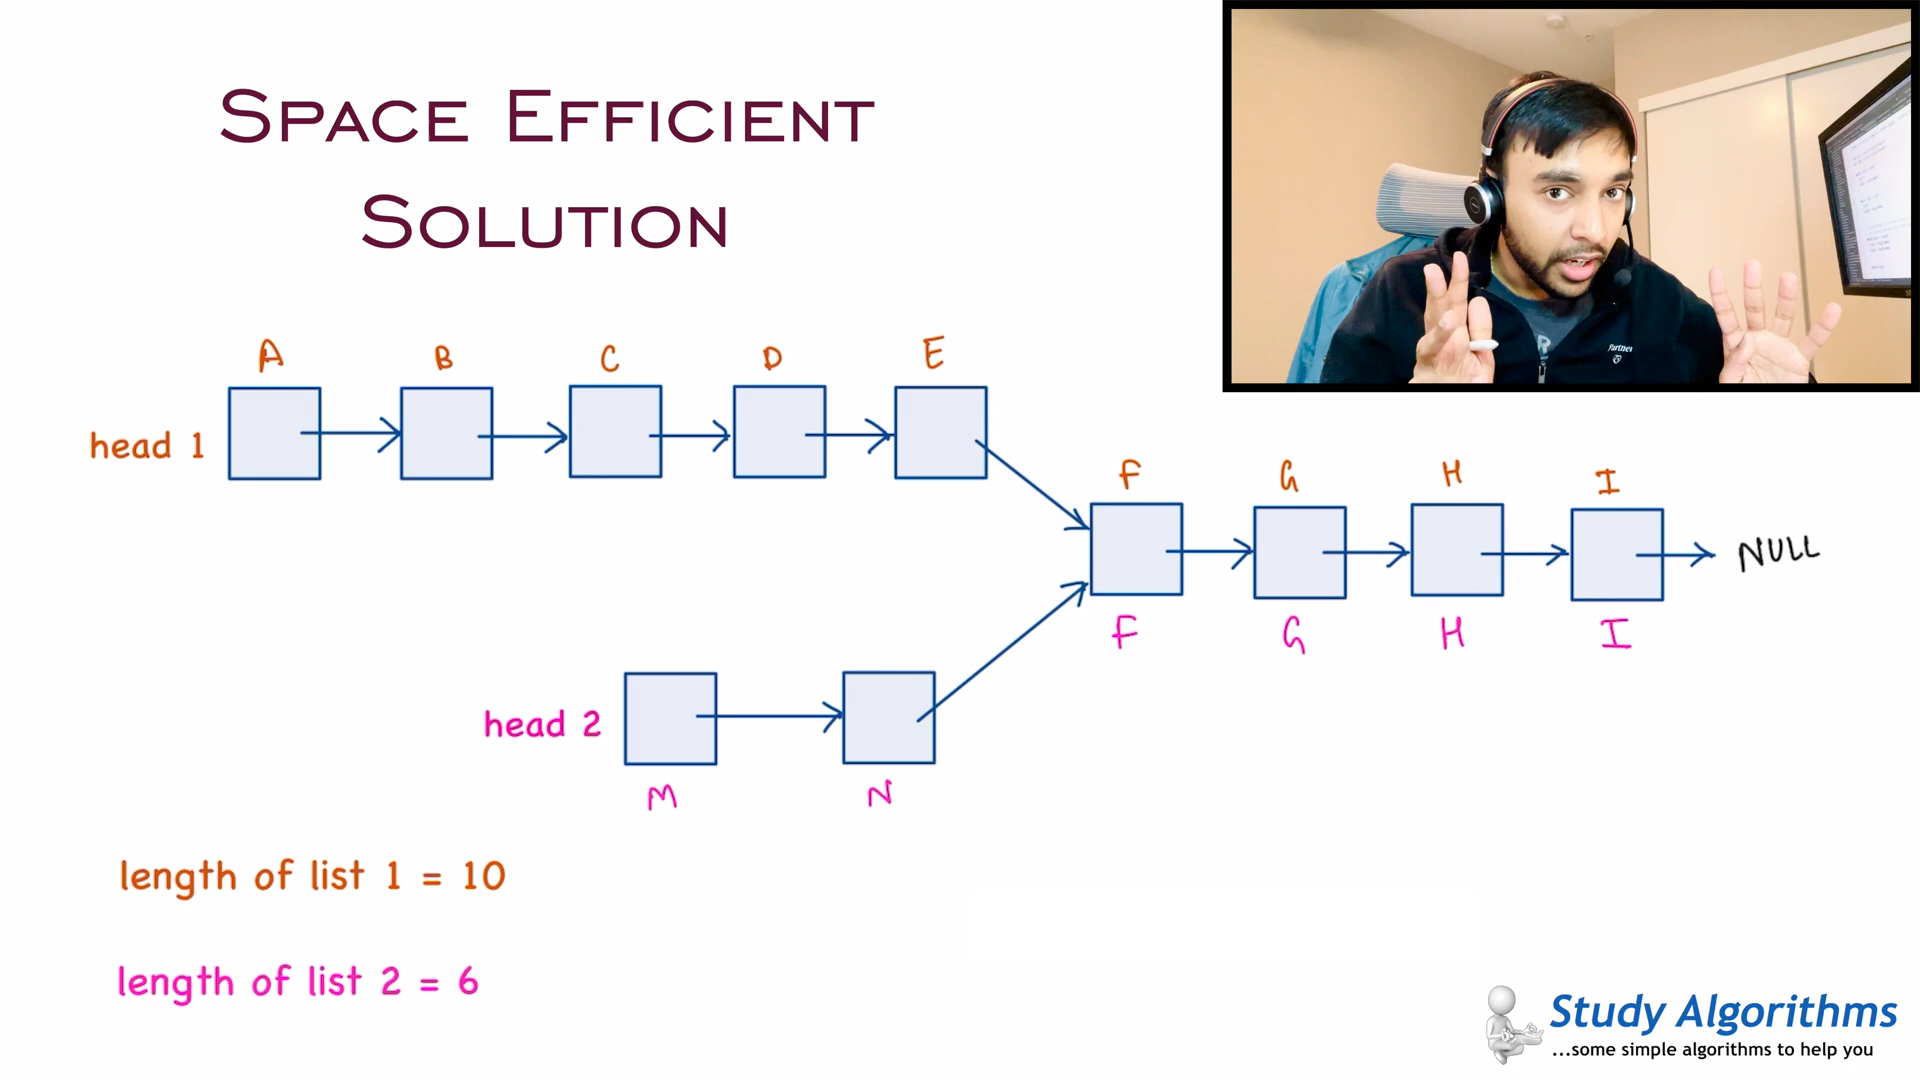 SPACE EFFICIENT
SOLUTION
A B C D E
head 1
F G H I
NULL
F G H I
head 2
M N
length of list 1 = 10
length of list 2 = 6
Partner
Study Algorithms
...some simple algorithms to help you